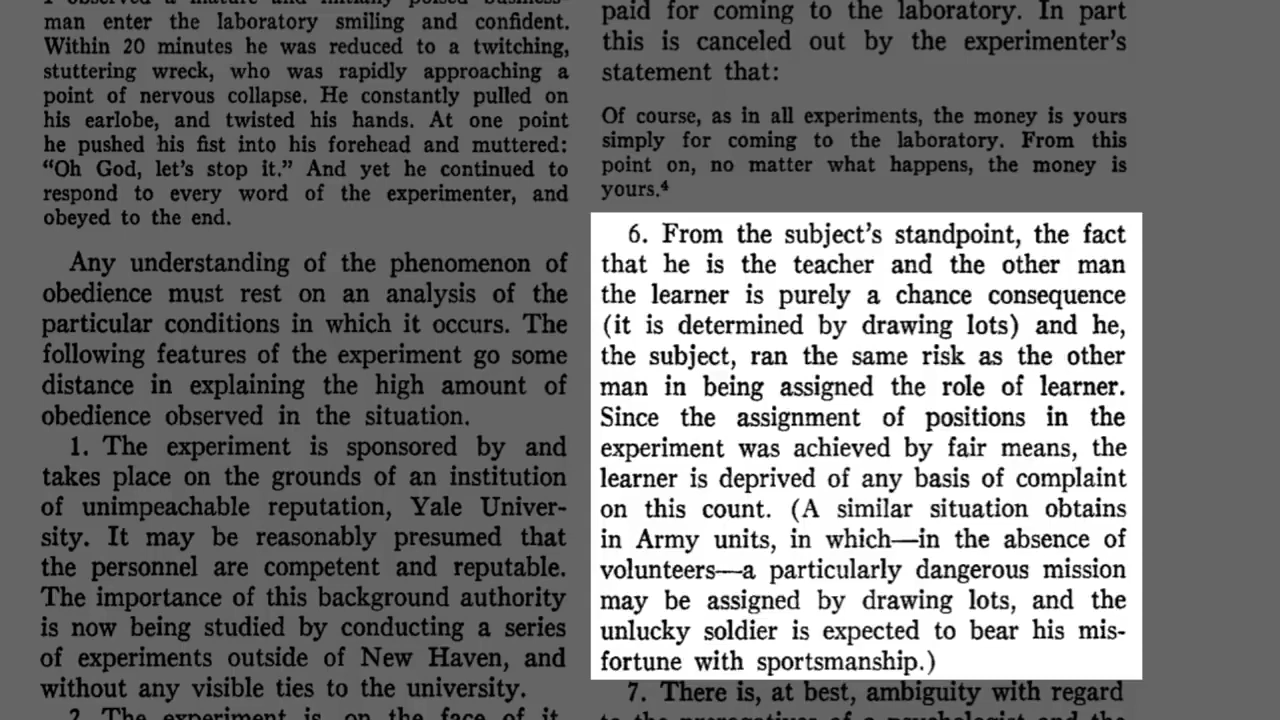 man enter the laboratory smiling and confident.
Within 20 minutes he was reduced to a twitching,
stuttering wreck, who was rapidly approaching a
point of nervous collapse. He constantly pulled on
his earlobe, and twisted his hands. At one point
he pushed his fist into his forehead and muttered:
“Oh God, let’s stop it.” And yet he continued to
respond to every word of the experimenter, and
obeyed to the end.
Any understanding of the phenomenon of
obedience must rest on an analysis of the
particular conditions in which it occurs. The
following features of the experiment go some
distance in explaining the high amount of
obedience observed in the situation.
1. The experiment is sponsored by and
takes place on the grounds of an institution
of unimpeachable reputation, Yale Univer-
sity. It may be reasonably presumed that
the personnel are competent and reputable.
The importance of this background authority
is now being studied by conducting a series
of experiments outside of New Haven, and
without any visible ties to the university.
2. The experiment is, on the face of it,
paid for coming to the laboratory. In part
this is canceled out by the experimenter’s
statement that:
Of course, as in all experiments, the money is yours
simply for coming to the laboratory. From this
point on, no matter what happens, the money is
yours.⁴
6. From the subject’s standpoint, the fact
that he is the teacher and the other man
the learner is purely a chance consequence
(it is determined by drawing lots) and he,
the subject, ran the same risk as the other
man in being assigned the role of learner.
Since the assignment of positions in the
experiment was achieved by fair means, the
learner is deprived of any basis of complaint
on this count. (A similar situation obtains
in Army units, in which—in the absence of
volunteers—a particularly dangerous mission
may be assigned by drawing lots, and the
unlucky soldier is expected to bear his mis-
fortune with sportsmanship.)
7. There is, at best, ambiguity with regard